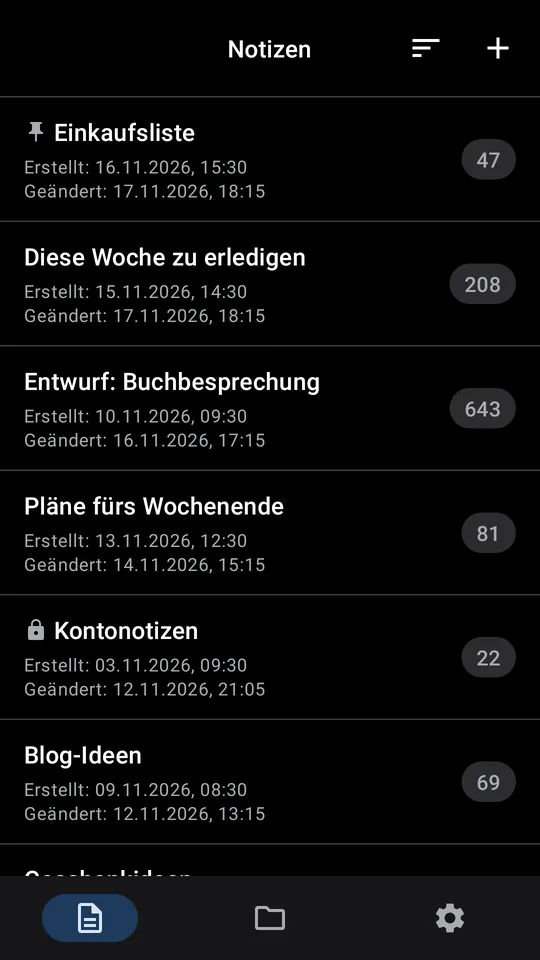 Notizen
Einkaufsliste
Erstellt: 16.11.2026, 15:30
Geändert: 17.11.2026, 18:15
47
Diese Woche zu erledigen
Erstellt: 15.11.2026, 14:30
Geändert: 17.11.2026, 18:15
208
Entwurf: Buchbesprechung
Erstellt: 10.11.2026, 09:30
Geändert: 16.11.2026, 17:15
643
Pläne fürs Wochenende
Erstellt: 13.11.2026, 12:30
Geändert: 14.11.2026, 15:15
81
Kontonotizen
Erstellt: 03.11.2026, 09:30
Geändert: 12.11.2026, 21:05
22
Blog-Ideen
Erstellt: 09.11.2026, 08:30
Geändert: 12.11.2026, 13:15
69